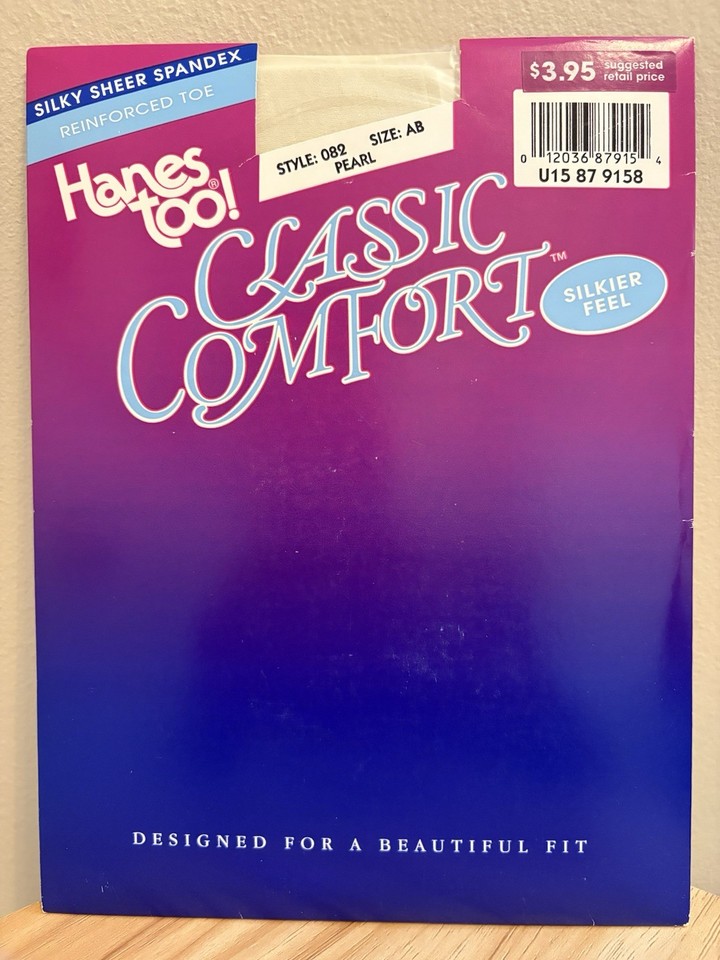 SILKY SHEER SPANDEX
REINFORCED TOE
Hanes®
too!
STYLE: 082 SIZE: AB
PEARL
$3.95 suggested
retail price
0 12036 87915 4
U15 87 9158
CLASSIC
COMFORT™
SILKIER
FEEL
DESIGNED FOR A BEAUTIFUL FIT